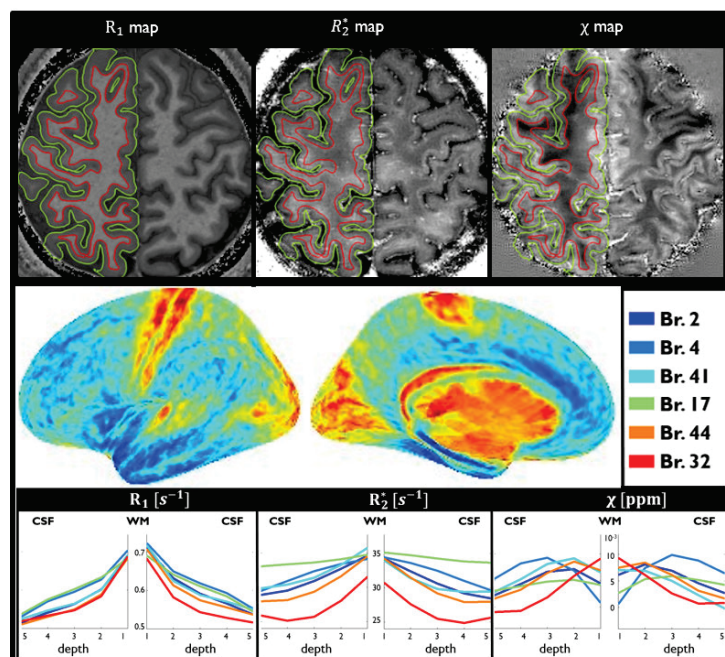 R₁ map R₂* map χ map
Br. 2
Br. 4
Br. 41
Br. 17
Br. 44
Br. 32
R₁ [s⁻¹] R₂* [s⁻¹] χ [ppm]
CSF WM CSF CSF WM CSF CSF WM CSF
10⁻³
0.7 35 10
30 5
0.6
0
0.5 25
5 4 3 2 1 1 2 3 4 5 5 4 3 2 1 1 2 3 4 5 5 4 3 2 1 1 2 3 4 5
depth depth depth depth depth depth